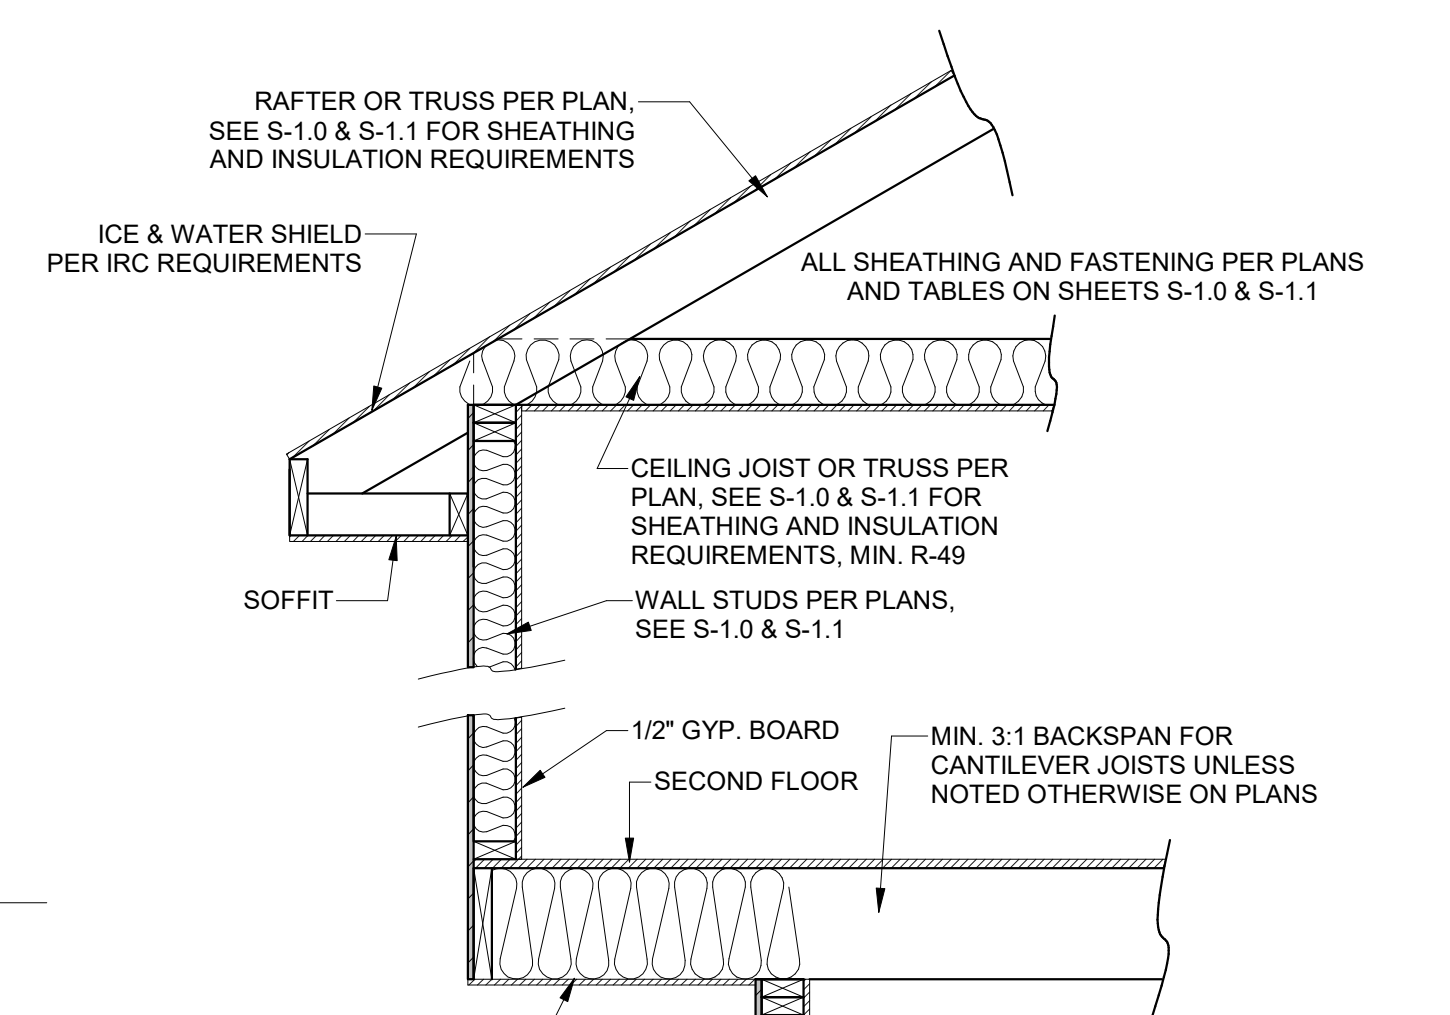 RAFTER OR TRUSS PER PLAN,
SEE S-1.0 & S-1.1 FOR SHEATHING
AND INSULATION REQUIREMENTS
ICE & WATER SHIELD
PER IRC REQUIREMENTS
ALL SHEATHING AND FASTENING PER PLANS
AND TABLES ON SHEETS S-1.0 & S-1.1
CEILING JOIST OR TRUSS PER
PLAN, SEE S-1.0 & S-1.1 FOR
SHEATHING AND INSULATION
REQUIREMENTS, MIN. R-49
SOFFIT
WALL STUDS PER PLANS,
SEE S-1.0 & S-1.1
1/2" GYP. BOARD
SECOND FLOOR
MIN. 3:1 BACKSPAN FOR
CANTILEVER JOISTS UNLESS
NOTED OTHERWISE ON PLANS